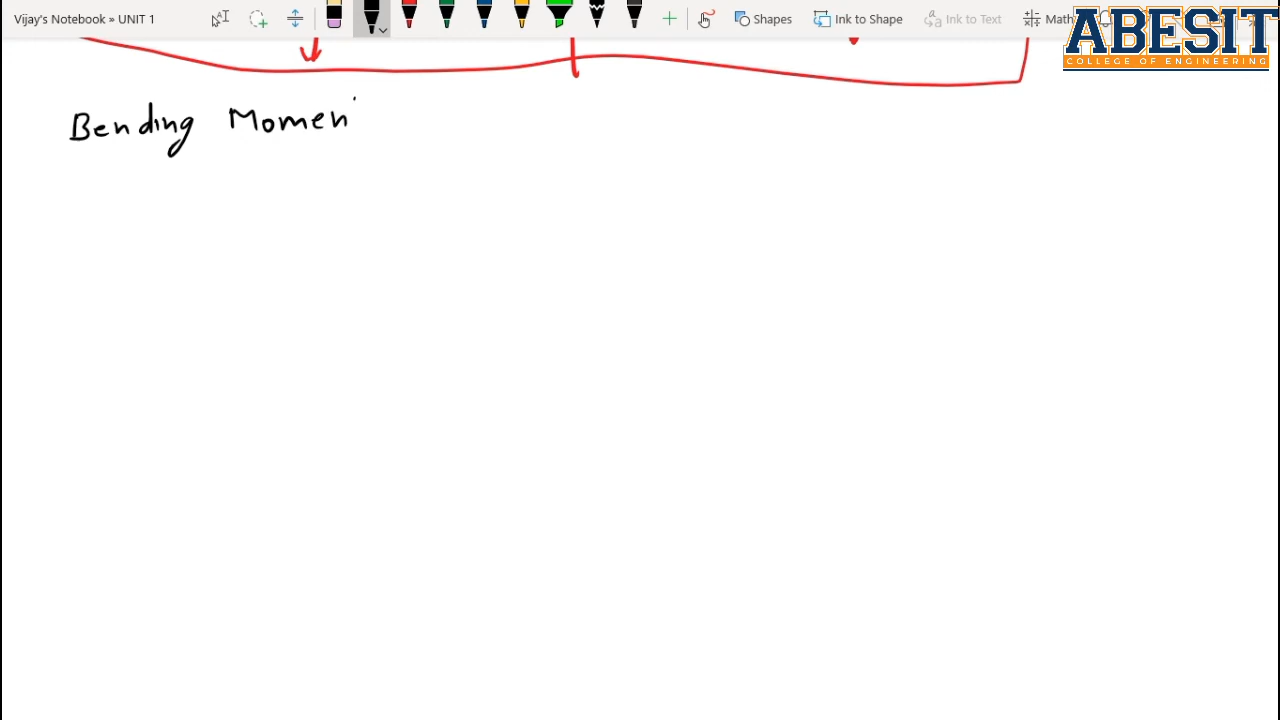 Vijay's Notebook » UNIT 1
Shapes
Ink to Shape
Ink to Text
Math
ABESIT
COLLEGE OF ENGINEERING
Bending Momen